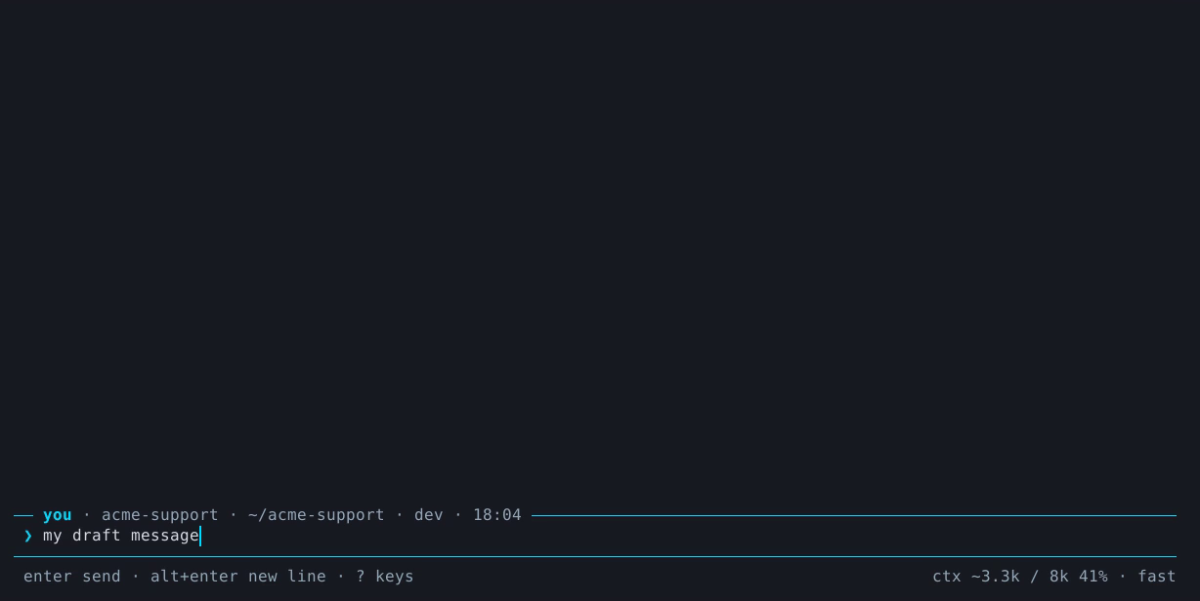 you · acme-support · ~/acme-support · dev · 18:04
❯ my draft message
enter send · alt+enter new line · ? keys ctx ~3.3k / 8k 41% · fast